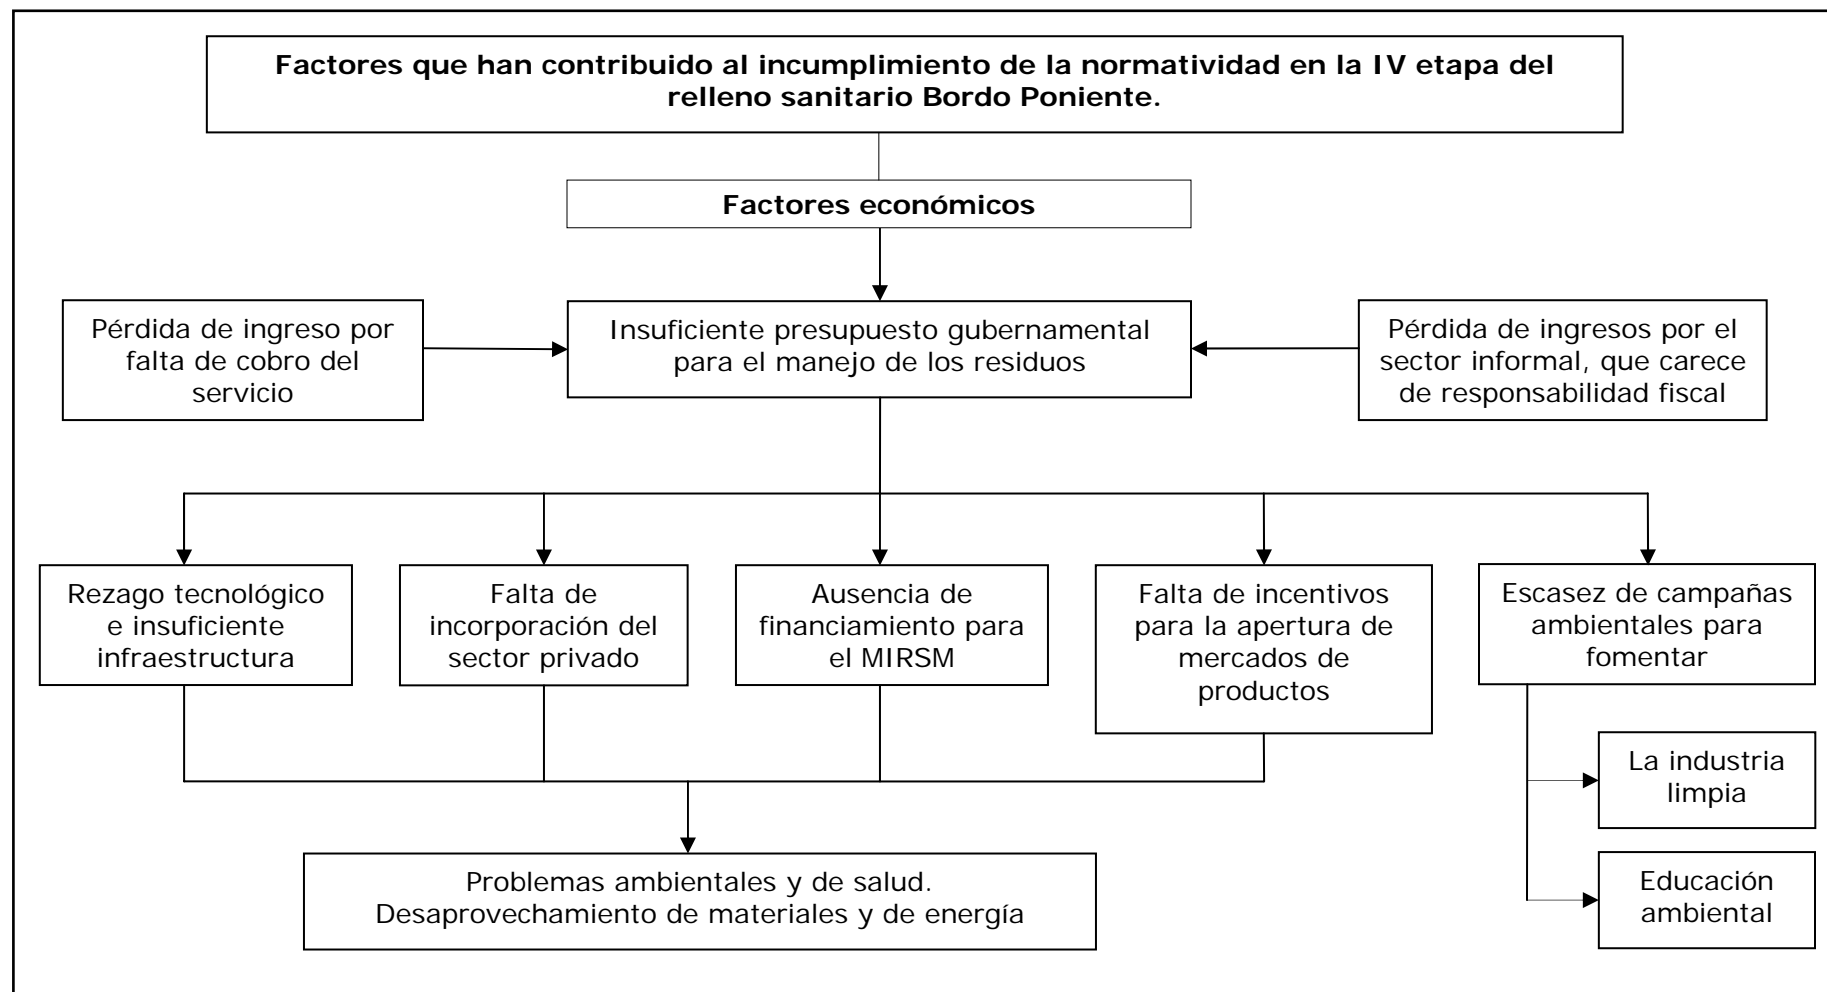 Factores que han contribuido al incumplimiento de la normatividad en la IV etapa del
relleno sanitario Bordo Poniente.
Factores económicos
Pérdida de ingreso por
falta de cobro del
servicio
Insuficiente presupuesto gubernamental
para el manejo de los residuos
Pérdida de ingresos por el
sector informal, que carece
de responsabilidad fiscal
Rezago tecnológico
e insuficiente
infraestructura
Falta de
incorporación del
sector privado
Ausencia de
financiamiento para
el MIRSM
Falta de incentivos
para la apertura de
mercados de
productos
Escasez de campañas
ambientales para
fomentar
La industria
limpia
Educación
ambiental
Problemas ambientales y de salud.
Desaprovechamiento de materiales y de energía